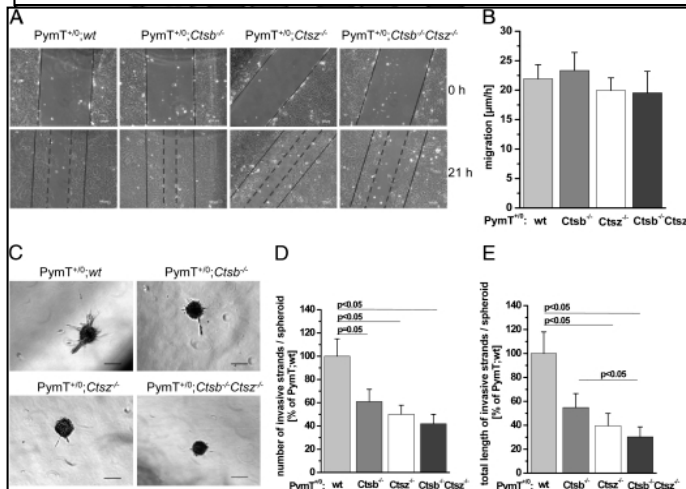 A
PymT+/0;wt
PymT+/0;Ctsb-/-
PymT+/0;Ctsz-/-
PymT+/0;Ctsb-/-Ctsz-/-
0 h
21 h
B
migration [µm/h]
35
30
25
20
15
10
5
0
PymT+/0: wt Ctsb-/- Ctsz-/- Ctsb-/-Ctsz
C
PymT+/0;wt
PymT+/0;Ctsb-/-
PymT+/0;Ctsz-/-
PymT+/0;Ctsb-/-Ctsz-/-
D
number of invasive strands / spheroid
[% of PymT;wt]
140
120
100
80
60
40
20
0
p<0.05
p<0.05
p=0.05
PymT+/0: wt Ctsb-/- Ctsz-/- Ctsb-/-Ctsz-/-
E
total length of invasive strands / spheroid
[% of PymT;wt]
140
120
100
80
60
40
20
0
p<0.05
p<0.05
p<0.05
PymT+/0: wt Ctsb-/- Ctsz-/- Ctsb-/-Ctsz-/-